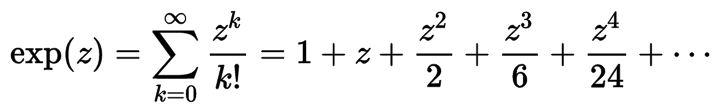 exp(z) = ∑_{k=0}^{∞} z^k/k! = 1 + z + z^2/2 + z^3/6 + z^4/24 + ⋯